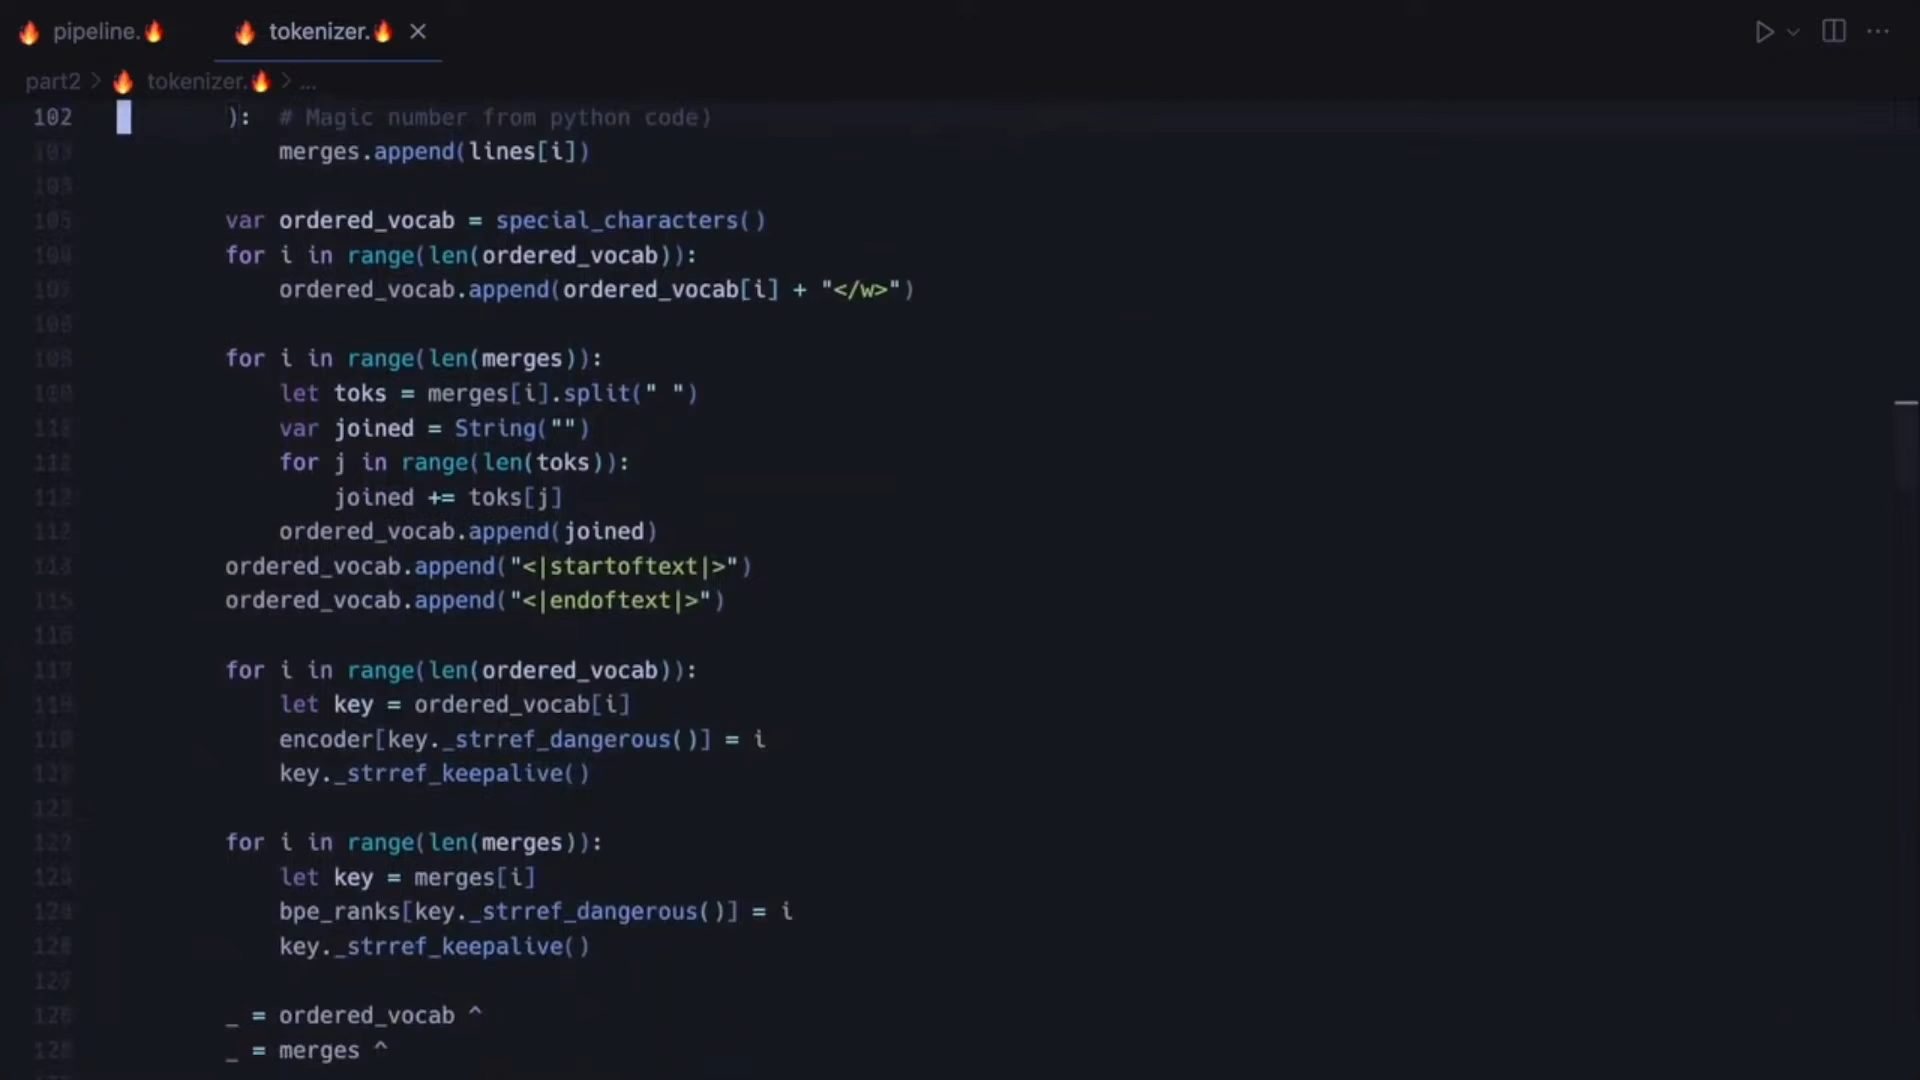 🔥 pipeline.🔥 🔥 tokenizer.🔥 ×
part2 > 🔥 tokenizer.🔥 > ...
102 ): # Magic number from python code)
merges.append(lines[i])
var ordered_vocab = special_characters()
for i in range(len(ordered_vocab)):
ordered_vocab.append(ordered_vocab[i] + "</w>")
for i in range(len(merges)):
let toks = merges[i].split(" ")
var joined = String("")
for j in range(len(toks)):
joined += toks[j]
ordered_vocab.append(joined)
ordered_vocab.append("<|startoftext|>")
ordered_vocab.append("<|endoftext|>")
116
for i in range(len(ordered_vocab)):
let key = ordered_vocab[i]
encoder[key._strref_dangerous()] = i
key._strref_keepalive()
for i in range(len(merges)):
let key = merges[i]
bpe_ranks[key._strref_dangerous()] = i
key._strref_keepalive()
_ = ordered_vocab ^
_ = merges ^